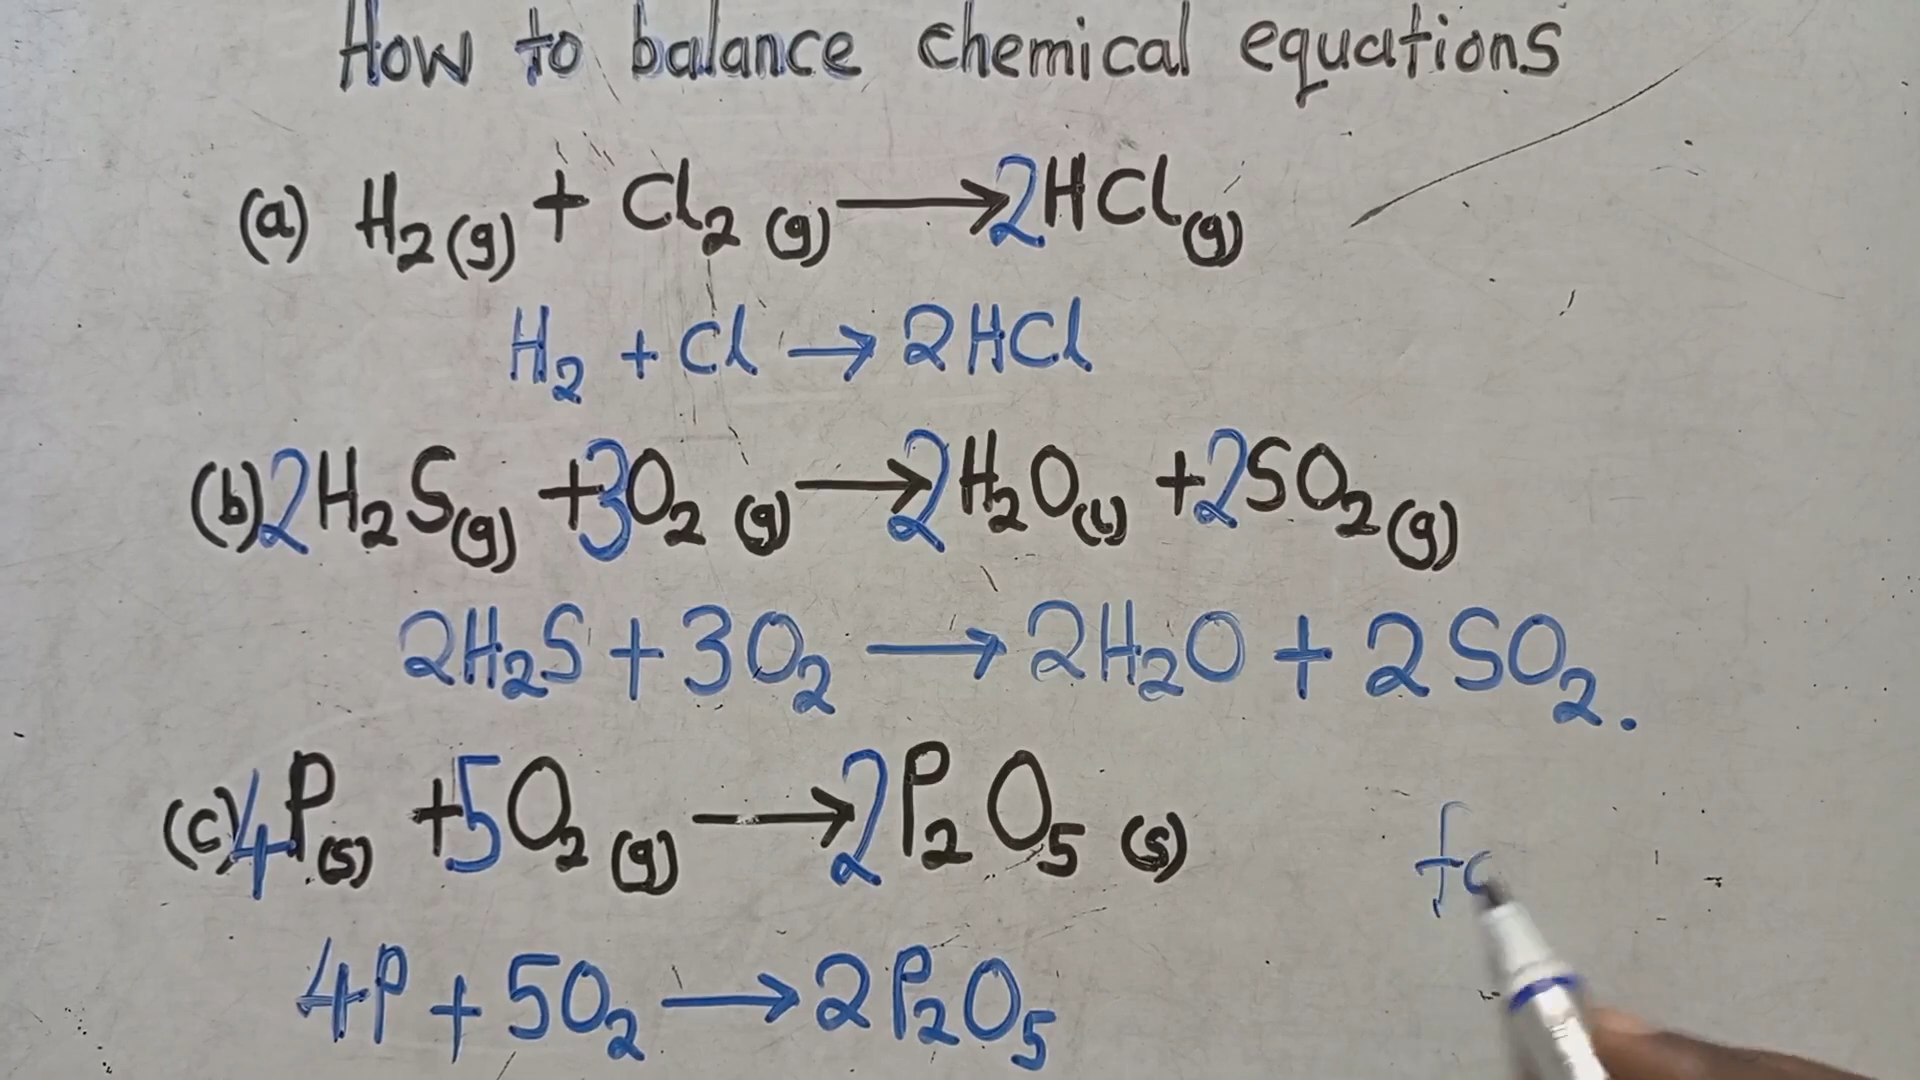 How to balance chemical equations
(a) H₂(g) + Cl₂(g) → 2HCl(g)
H₂ + Cl → 2HCl
(b) 2H₂S(g) + 3O₂(g) → 2H₂O(l) + 2SO₂(g)
2H₂S + 3O₂ → 2H₂O + 2SO₂.
(c) 4P(s) + 5O₂(g) → 2P₂O₅(s)
fo
4P + 5O₂ → 2P₂O₅